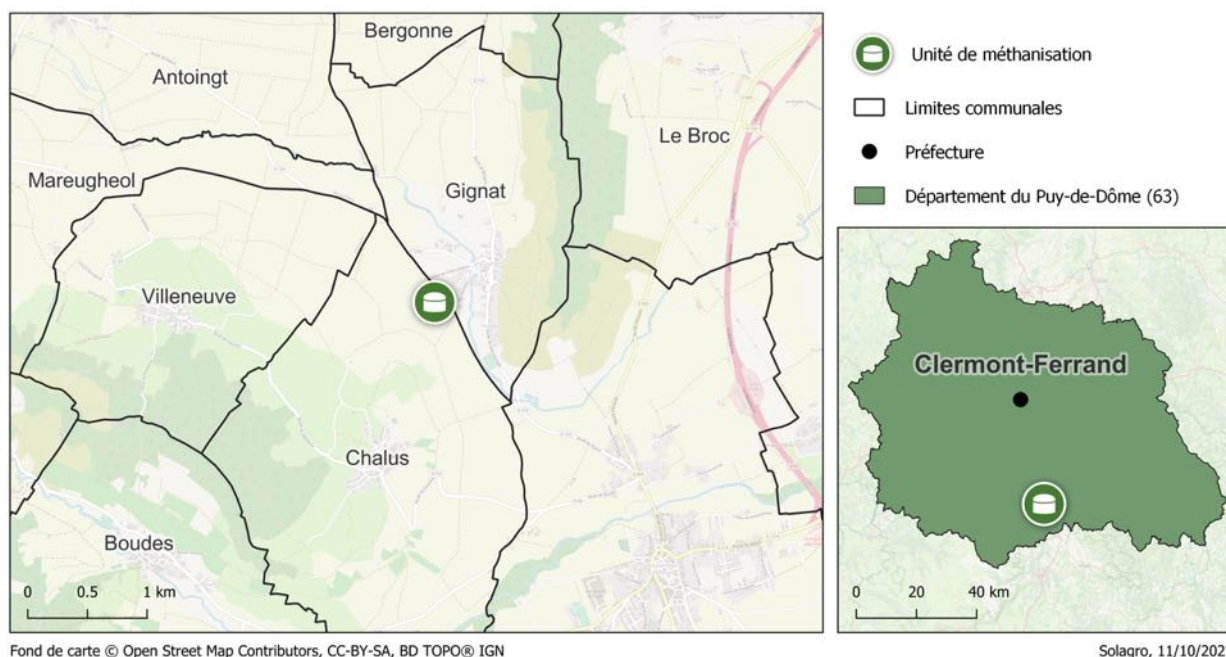 Bergonne
Antoingt
Le Broc
Mareugheol
Gignat
Villeneuve
Chalus
Boudes
0 0.5 1 km
Unité de méthanisation
Limites communales
Préfecture
Département du Puy-de-Dôme (63)
Clermont-Ferrand
0 20 40 km
Fond de carte © Open Street Map Contributors, CC-BY-SA, BD TOPO® IGN
Solagro, 11/10/202